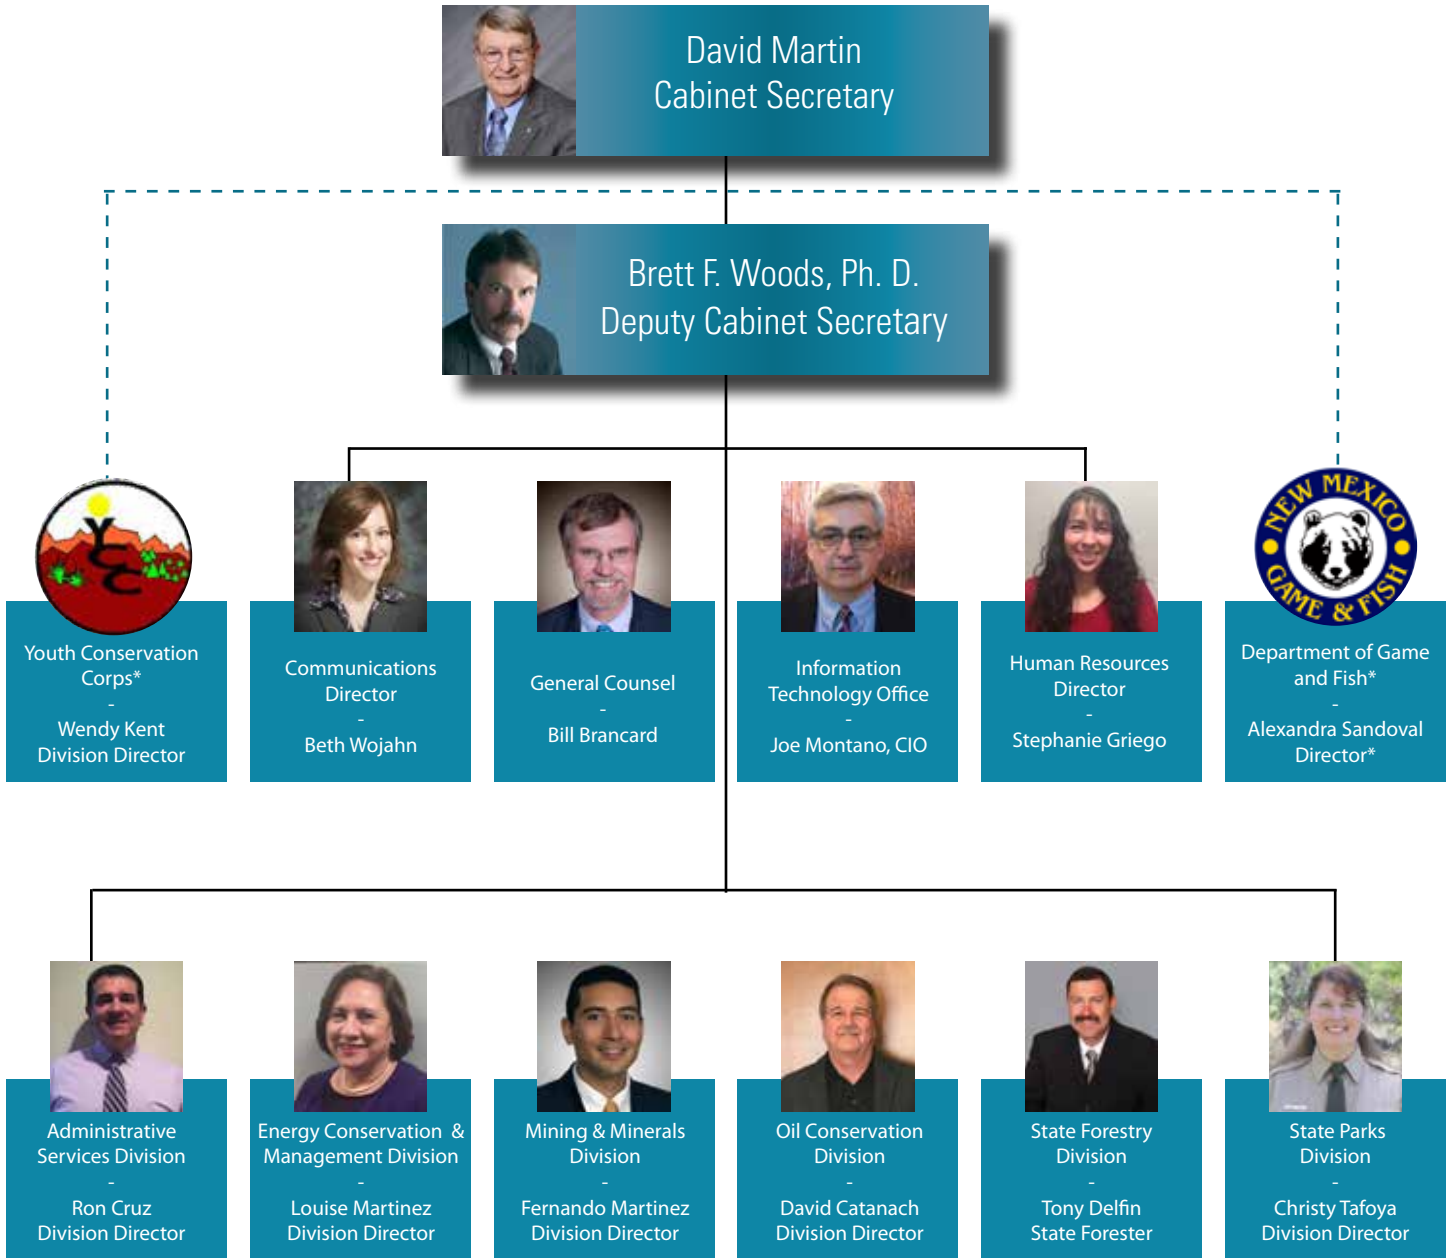 David Martin
Cabinet Secretary
Brett F. Woods, Ph. D.
Deputy Cabinet Secretary
YCC
NEW MEXICO
GAME & FISH
Youth Conservation
Corps*
-
Wendy Kent
Division Director
Communications
Director
-
Beth Wojahn
General Counsel
-
Bill Brancard
Information
Technology Office
-
Joe Montano, CIO
Human Resources
Director
-
Stephanie Griego
Department of Game
and Fish*
-
Alexandra Sandoval
Director*
Administrative
Services Division
-
Ron Cruz
Division Director
Energy Conservation &
Management Division
-
Louise Martinez
Division Director
Mining & Minerals
Division
-
Fernando Martinez
Division Director
Oil Conservation
Division
-
David Catanach
Division Director
State Forestry
Division
-
Tony Delfin
State Forester
State Parks
Division
-
Christy Tafoya
Division Director